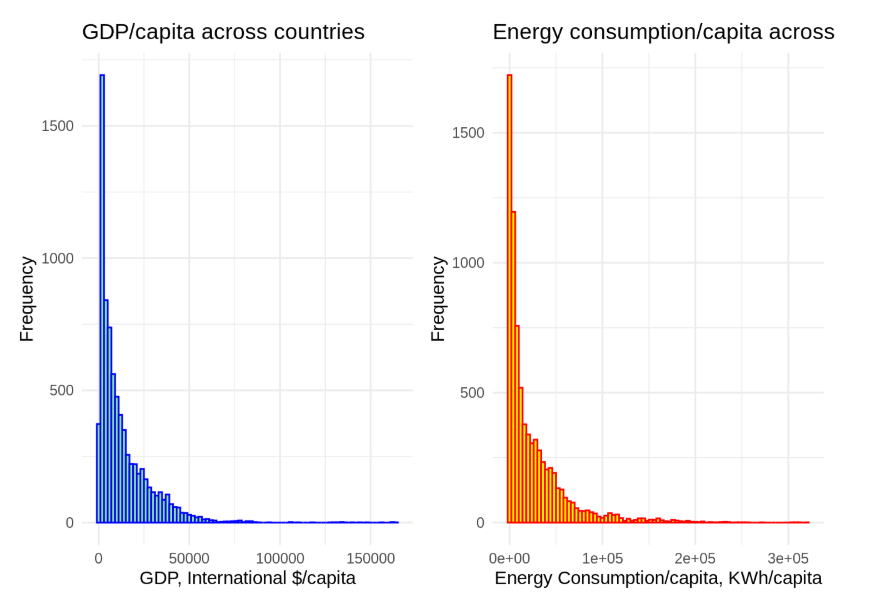 GDP/capita across countries
Frequency
1500
1000
500
0
0 50000 100000 150000
GDP, International $/capita
Energy consumption/capita across
Frequency
1500
1000
500
0
0e+00 1e+05 2e+05 3e+05
Energy Consumption/capita, KWh/capita